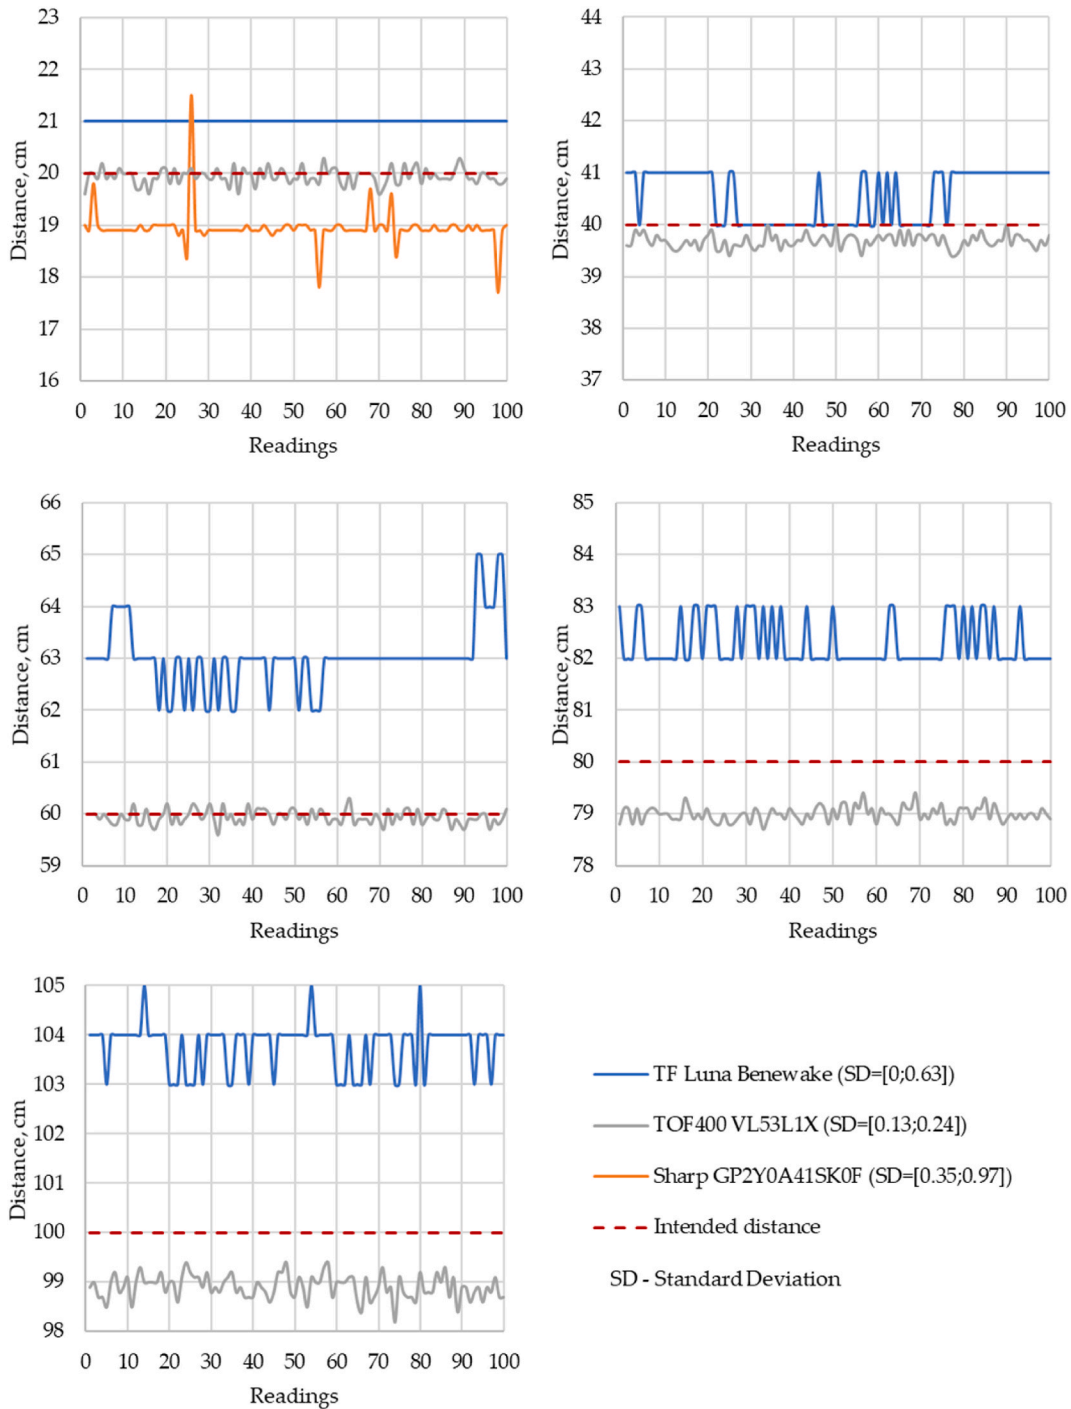 23
22
21
20
19
18
17
16
Distance, cm
0 10 20 30 40 50 60 70 80 90 100
Readings
44
43
42
41
40
39
38
37
Distance, cm
0 10 20 30 40 50 60 70 80 90 100
Readings
66
65
64
63
62
61
60
59
Distance, cm
0 10 20 30 40 50 60 70 80 90 100
Readings
85
84
83
82
81
80
79
78
Distance, cm
0 10 20 30 40 50 60 70 80 90 100
Readings
105
104
103
102
101
100
99
98
Distance, cm
0 10 20 30 40 50 60 70 80 90 100
Readings
TF Luna Benewake (SD=[0;0.63])
TOF400 VL53L1X (SD=[0.13;0.24])
Sharp GP2Y0A41SK0F (SD=[0.35;0.97])
Intended distance
SD - Standard Deviation